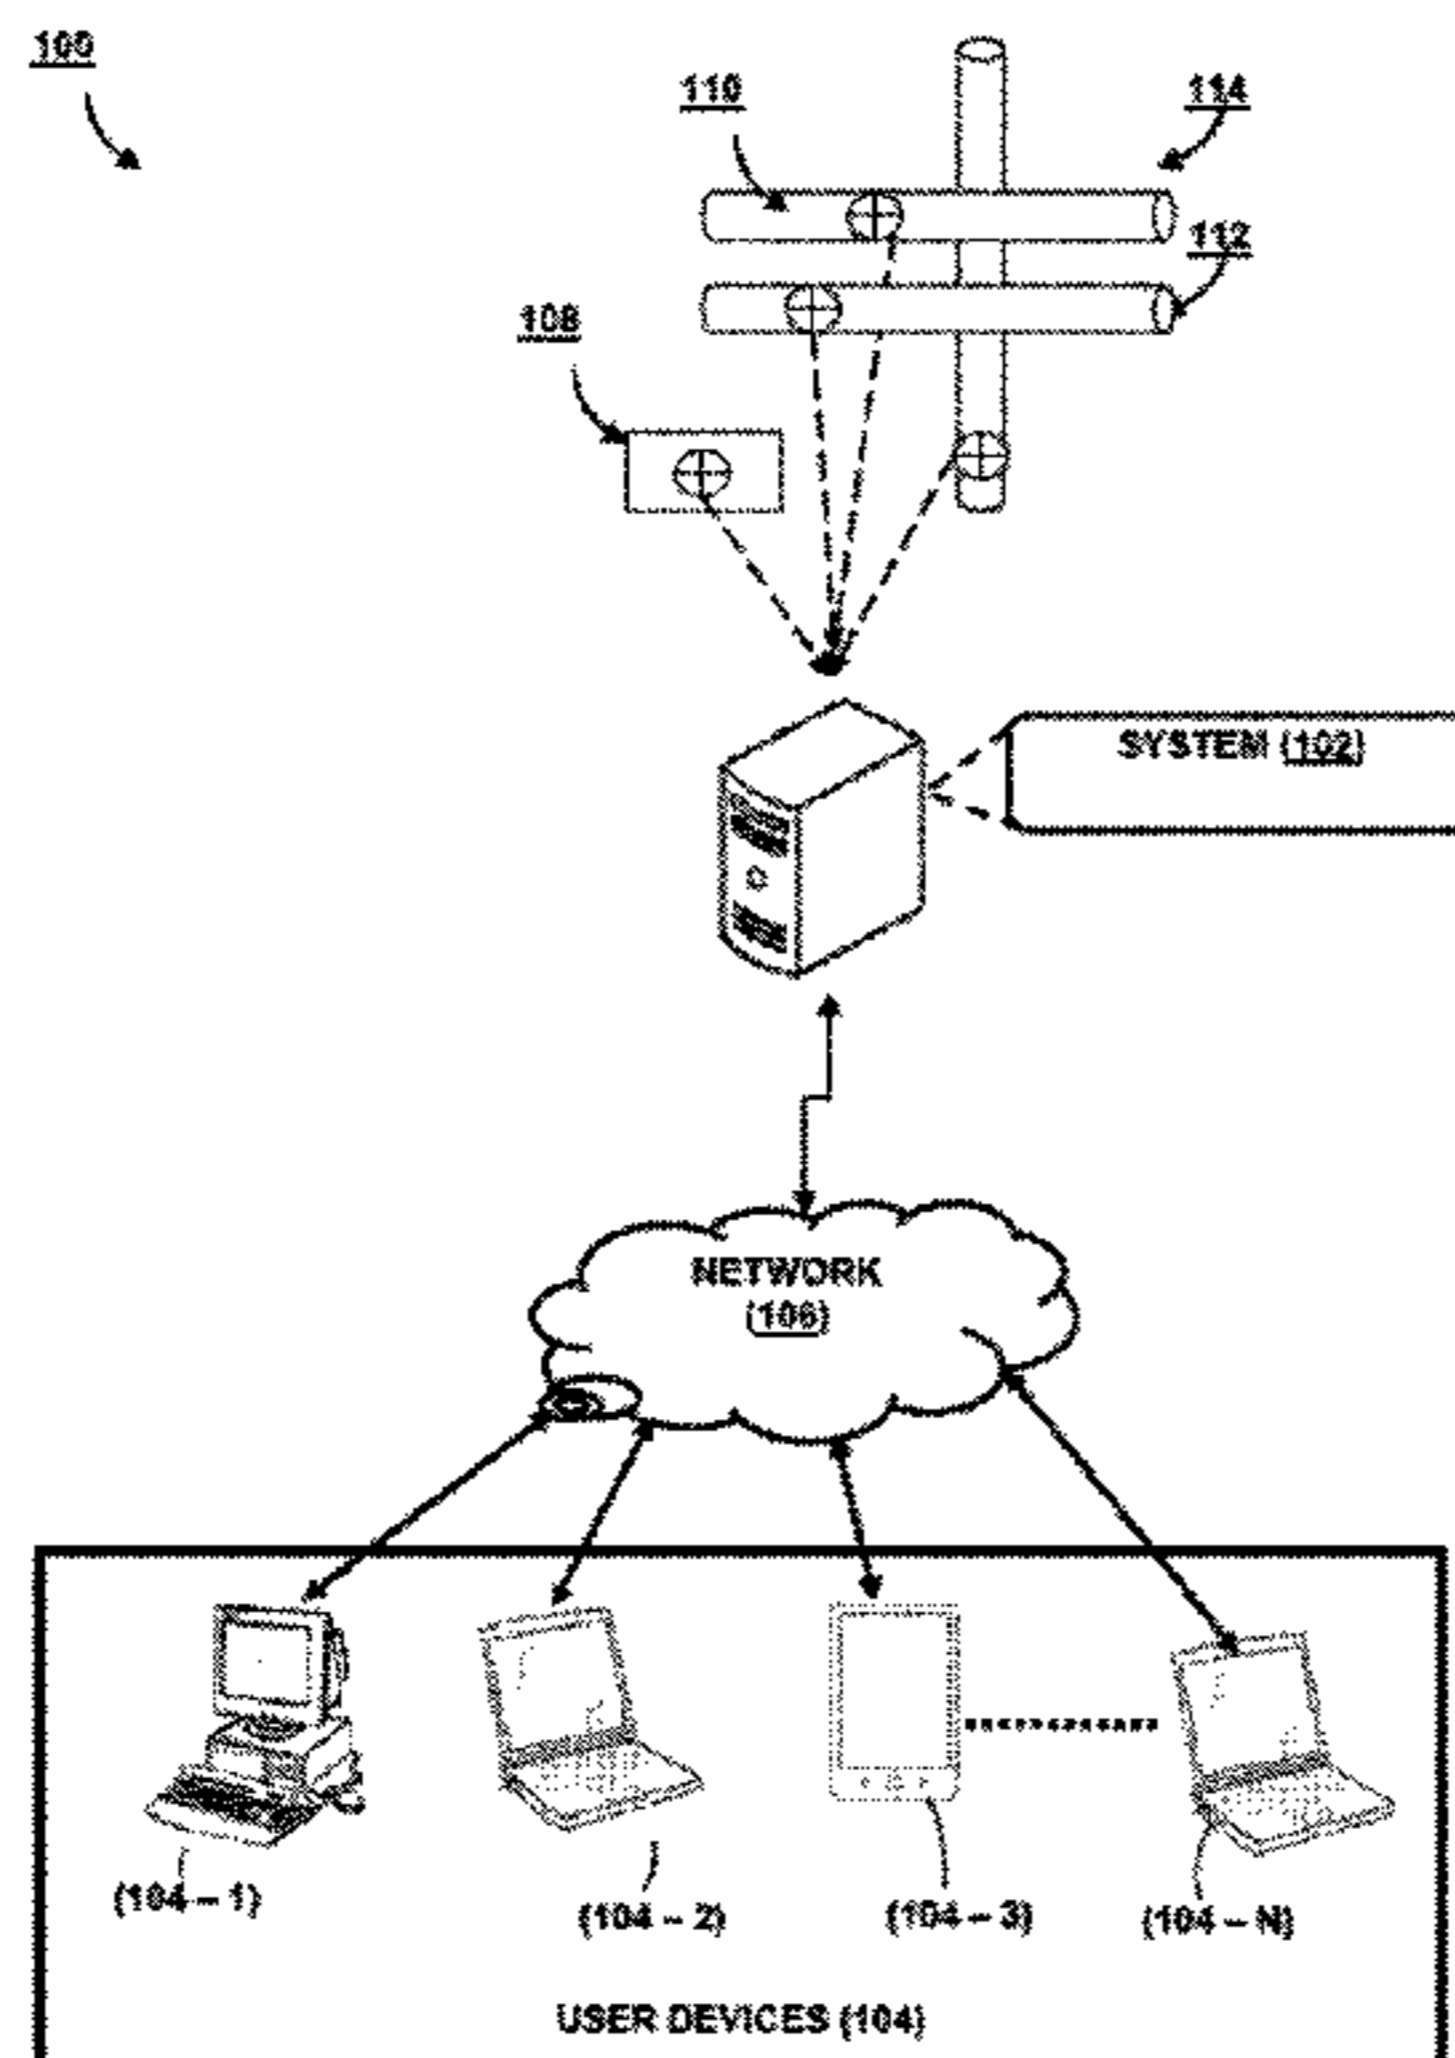 100
110
114
112
108
SYSTEM (102)
NETWORK
(106)
(104 – 1)
(104 – 2)
(104 – 3)
(104 – N)
USER DEVICES (104)